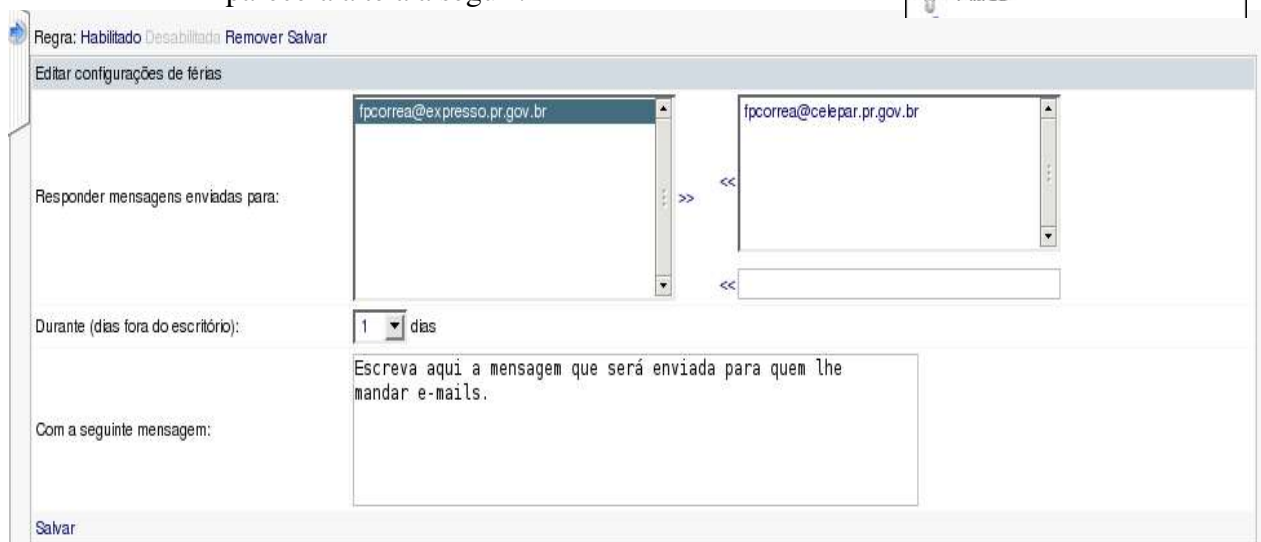 Regra: Habilitado Desabilitada Remover Salvar
Editar configurações de férias
Responder mensagens enviadas para:
fpcorrea@expresso.pr.gov.br
>>
<<
fpcorrea@celepar.pr.gov.br
<<
Durante (dias fora do escritório):
1 dias
Com a seguinte mensagem:
Escreva aqui a mensagem que será enviada para quem lhe
mandar e-mails.
Salvar